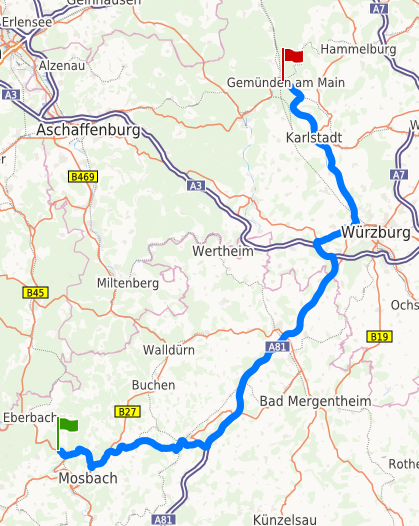 Geinhausen
Erlensee
A7
Hammelburg
Alzenau
Gemünden am Main
A3
Aschaffenburg
Karlstadt
B469
A3
A7
Würzburg
Wertheim
Miltenberg
B45
Ochs
B19
A81
Walldürn
Buchen
Bad Mergentheim
B27
Eberbach
Mosbach
Rothe
A81
Künzelsau